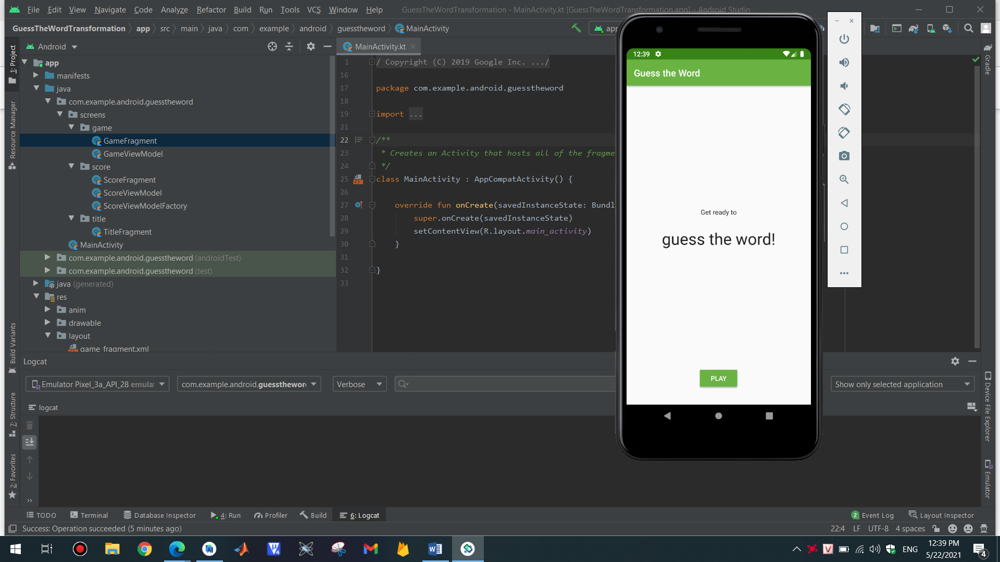 File Edit View Navigate Code Analyze Refactor Build Run Tools VCS Window Help GuessTheWordTransformation - MainActivity.kt [GuessTheWordTransformation.app] - Android Studio
GuessTheWordTransformation app src main java com example android guesstheword MainActivity app
Android
MainActivity.kt
1: Project
Resource Manager
Build Variants
7: Structure
2: Favorites
app
manifests
java
com.example.android.guesstheword
screens
game
GameFragment
GameViewModel
score
ScoreFragment
ScoreViewModel
ScoreViewModelFactory
title
TitleFragment
MainActivity
com.example.android.guesstheword (androidTest)
com.example.android.guesstheword (test)
java (generated)
res
anim
drawable
layout
game_fragment.xml
1 / Copyright (C) 2019 Google Inc. .../
16
17 package com.example.android.guesstheword
18
19 import ...
21
22 /**
23 * Creates an Activity that hosts all of the fragme
24 */
25 class MainActivity : AppCompatActivity() {
26
27 override fun onCreate(savedInstanceState: Bundl
28 super.onCreate(savedInstanceState)
29 setContentView(R.layout.main_activity)
30 }
31
32 }
33
12:39
Guess the Word
Get ready to
guess the word!
PLAY
Gradle
Device File Explorer
Emulator
Logcat
Emulator Pixel_3a_API_28 emulat com.example.android.guesstheword Verbose Show only selected application
logcat
TODO Terminal Database Inspector 4: Run Profiler Build 6: Logcat 2 Event Log Layout Inspector
Success: Operation succeeded (5 minutes ago) 22:4 LF UTF-8 4 spaces
ENG 12:39 PM
5/22/2021
4